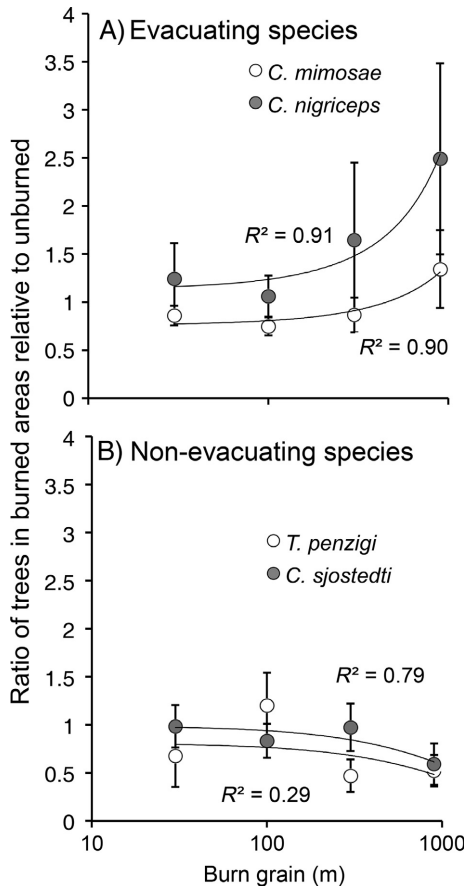 Ratio of trees in burned areas relative to unburned
A) Evacuating species
C. mimosae
C. nigriceps
4
3.5
3
2.5
2
1.5
1
0.5
0
R² = 0.91
R² = 0.90
B) Non-evacuating species
T. penzigi
C. sjostedti
4
3.5
3
2.5
2
1.5
1
0.5
0
R² = 0.79
R² = 0.29
10
100
1000
Burn grain (m)